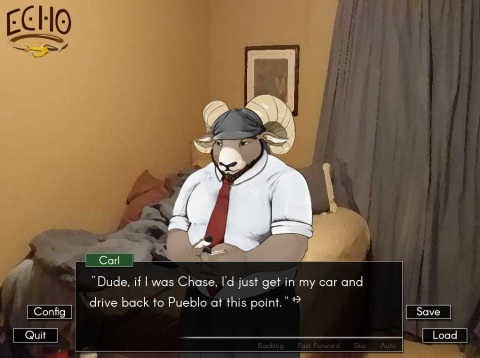 ECHO
Carl
"Dude, if I was Chase, I'd just get in my car and
drive back to Pueblo at this point."
Config
Save
Quit
Load
Backlog Fast Forward Skip Auto